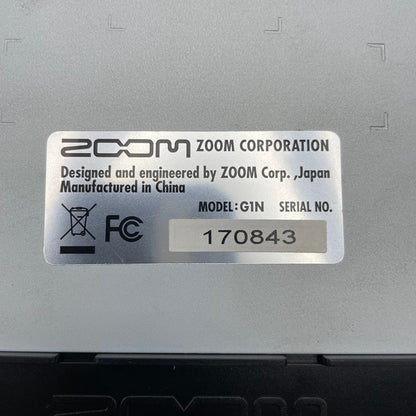 ZOOM ZOOM CORPORATION
Designed and engineered by ZOOM Corp. ,Japan
Manufactured in China
MODEL:G1N SERIAL NO.
FC 170843
ZOOM